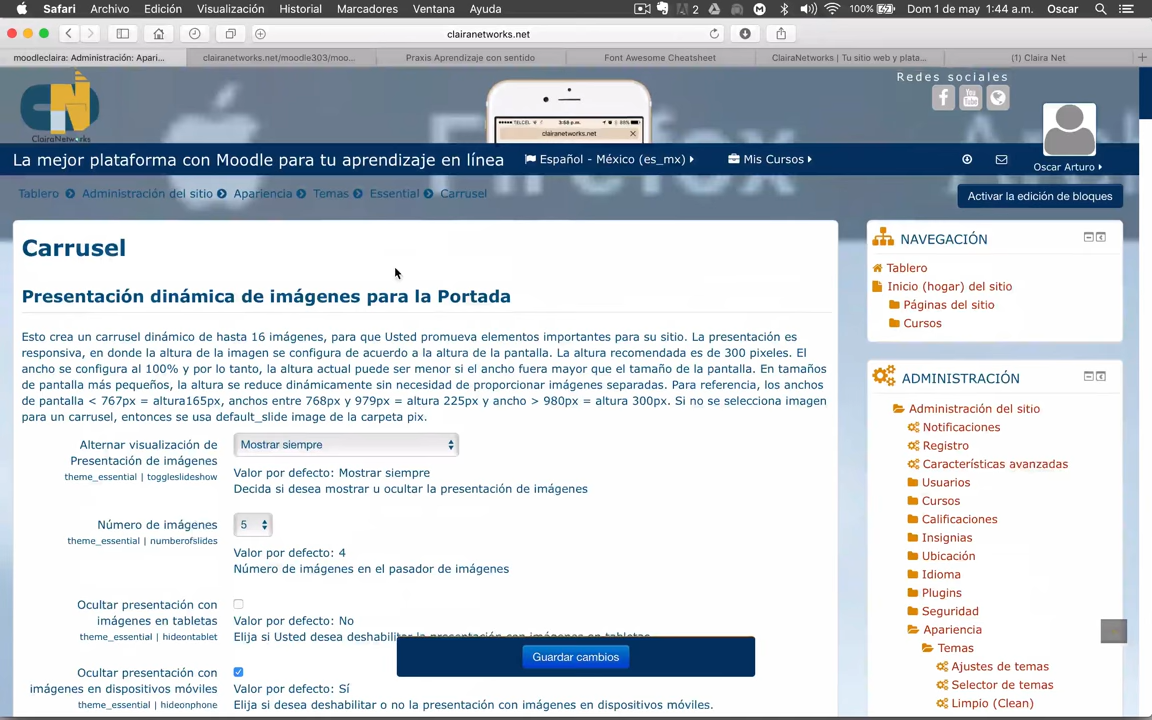 Safari Archivo Edición Visualización Historial Marcadores Ventana Ayuda 2 100% Dom 1 de may 1:44 a.m. Oscar
clairanetworks.net
moodleclaira: Administración: Apari... clairanetworks.net/moodle303/moo... Praxis Aprendizaje con sentido Font Awesome Cheatsheet ClairaNetworks | Tu sitio web y plata... (1) Claira Net
Redes sociales
ClairaNetworks
clairanetworks.net
La mejor plataforma con Moodle para tu aprendizaje en línea Español - México (es_mx) Mis Cursos Oscar Arturo
Tablero Administración del sitio Apariencia Temas Essential Carrusel
Activar la edición de bloques
Carrusel
Presentación dinámica de imágenes para la Portada
Esto crea un carrusel dinámico de hasta 16 imágenes, para que Usted promueva elementos importantes para su sitio. La presentación es
responsiva, en donde la altura de la imagen se configura de acuerdo a la altura de la pantalla. La altura recomendada es de 300 pixeles. El
ancho se configura al 100% y por lo tanto, la altura actual puede ser menor si el ancho fuera mayor que el tamaño de la pantalla. En tamaños
de pantalla más pequeños, la altura se reduce dinámicamente sin necesidad de proporcionar imágenes separadas. Para referencia, los anchos
de pantalla < 767px = altura165px, anchos entre 768px y 979px = altura 225px y ancho > 980px = altura 300px. Si no se selecciona imagen
para un carrusel, entonces se usa default_slide image de la carpeta pix.
Alternar visualización de
Presentación de imágenes
theme_essential | toggleslideshow
Mostrar siempre
Valor por defecto: Mostrar siempre
Decida si desea mostrar u ocultar la presentación de imágenes
Número de imágenes
theme_essential | numberofslides
5
Valor por defecto: 4
Número de imágenes en el pasador de imágenes
Ocultar presentación con
imágenes en tabletas
theme_essential | hideontablet
Valor por defecto: No
Elija si Usted desea deshabilitar la presentación con imágenes en tabletas.
Guardar cambios
Ocultar presentación con
imágenes en dispositivos móviles
theme_essential | hideonphone
Valor por defecto: Sí
Elija si desea deshabilitar o no la presentación con imágenes en dispositivos móviles.
NAVEGACIÓN
Tablero
Inicio (hogar) del sitio
Páginas del sitio
Cursos
ADMINISTRACIÓN
Administración del sitio
Notificaciones
Registro
Características avanzadas
Usuarios
Cursos
Calificaciones
Insignias
Ubicación
Idioma
Plugins
Seguridad
Apariencia
Temas
Ajustes de temas
Selector de temas
Limpio (Clean)